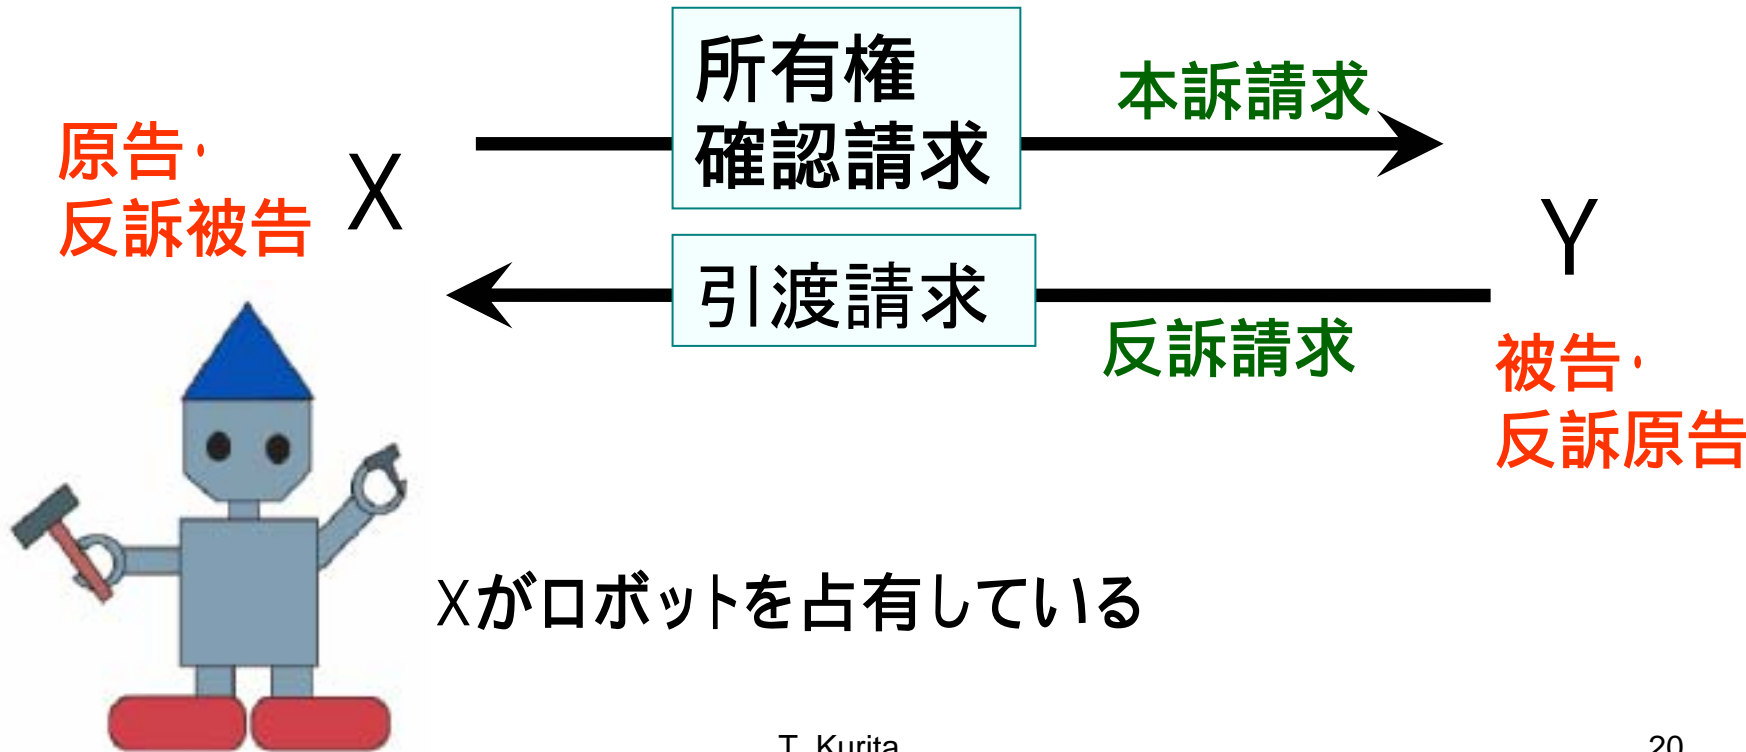 所有権
確認請求
本訴請求
原告・
反訴被告
X
Y
引渡請求
反訴請求
被告・
反訴原告
Xがロボットを占有している
T. Kurita
20